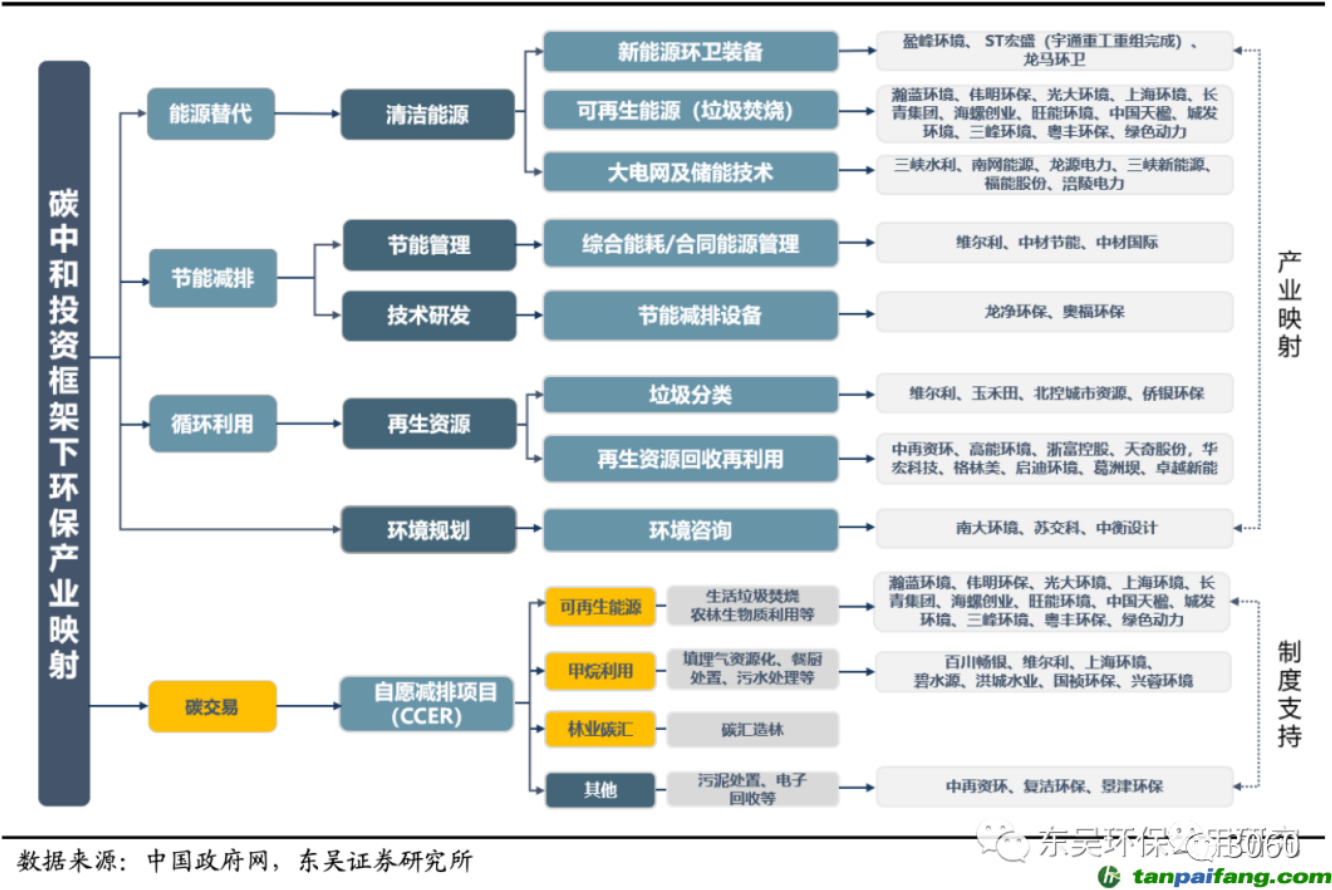 碳中和投资框架下环保产业映射
能源替代
清洁能源
新能源环卫装备
盈峰环境、 ST宏盛（宇通重工重组完成）、
龙马环卫
可再生能源（垃圾焚烧）
瀚蓝环境、伟明环保、光大环境、上海环境、长
青集团、海螺创业、旺能环境、中国天楹、城发
环境、三峰环境、粤丰环保、绿色动力
大电网及储能技术
三峡水利、南网能源、龙源电力、三峡新能源、
福能股份、涪陵电力
节能减排
节能管理
综合能耗/合同能源管理
维尔利、中材节能、中材国际
技术研发
节能减排设备
龙净环保、奥福环保
循环利用
再生资源
垃圾分类
维尔利、玉禾田、北控城市资源、侨银环保
再生资源回收再利用
中再资环、高能环境、浙富控股、天奇股份，华
宏科技、格林美、启迪环境、葛洲坝、卓越新能
环境规划
环境咨询
南大环境、苏交科、中衡设计
产业映射
碳交易
自愿减排项目
（CCER）
可再生能源
生活垃圾焚烧
农林生物质利用等
瀚蓝环境、伟明环保、光大环境、上海环境、长
青集团、海螺创业、旺能环境、中国天楹、城发
环境、三峰环境、粤丰环保、绿色动力
甲烷利用
填埋气资源化、餐厨
处置、污水处理等
百川畅银、维尔利、上海环境、
碧水源、洪城水业、国祯环保、兴蓉环境
林业碳汇
碳汇造林
其他
污泥处置、电子
回收等
中再资环、复洁环保、景津环保
制度支持
数据来源：中国政府网，东吴证券研究所
东吴环保
3060
tanpaifang.com